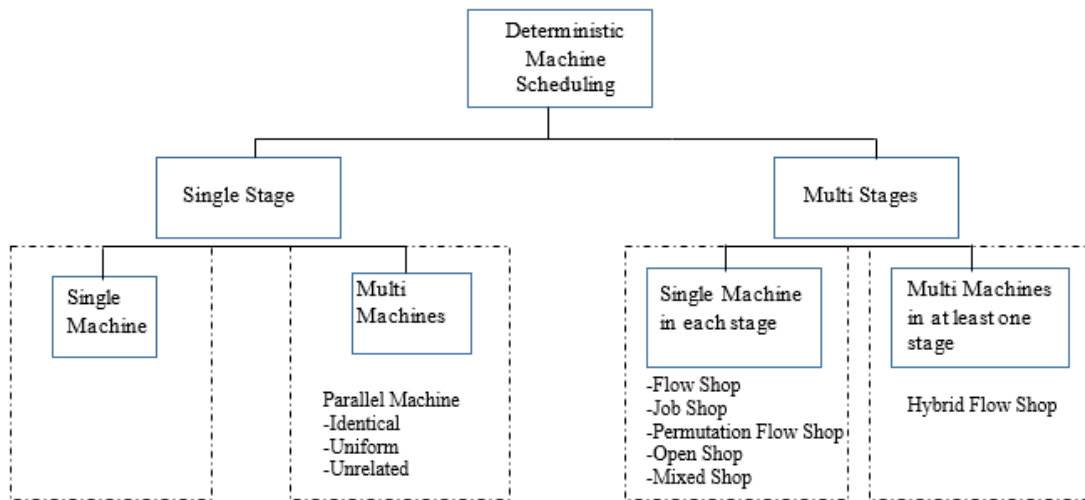 Deterministic
Machine
Scheduling
Single Stage
Multi Stages
Single
Machine
Multi
Machines
Parallel Machine
-Identical
-Uniform
-Unrelated
Single Machine
in each stage
-Flow Shop
-Job Shop
-Permutation Flow Shop
-Open Shop
-Mixed Shop
Multi Machines
in at least one
stage
Hybrid Flow Shop